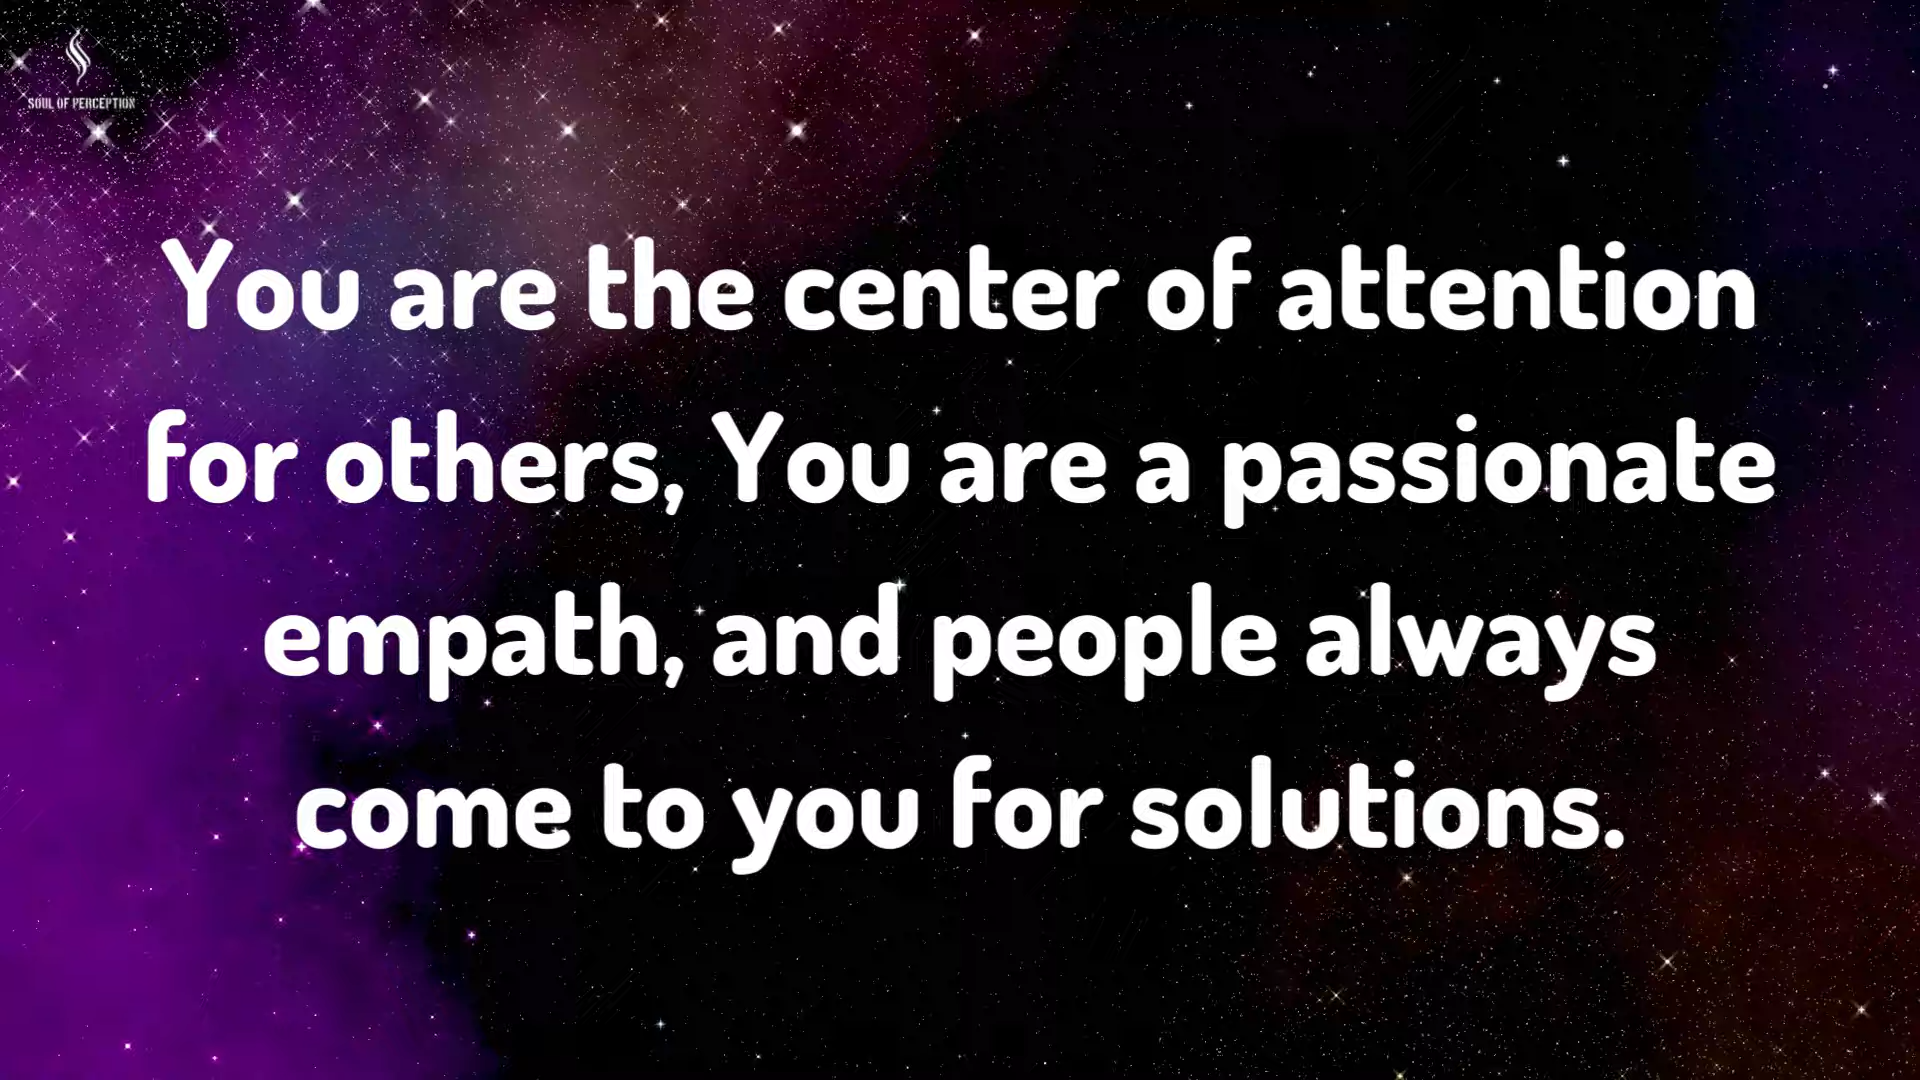 SOUL OF PERCEPTION
You are the center of attention
for others, You are a passionate
empath, and people always
come to you for solutions.